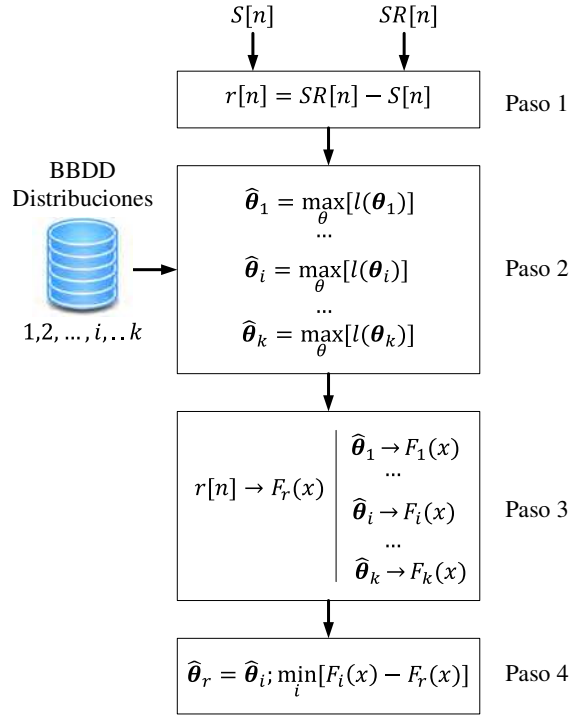 S[n] SR[n]
r[n] = SR[n] − S[n]
Paso 1
BBDD
Distribuciones
1,2, … , i, . . k
θ̂₁ = max[l(θ₁)]
θ
…
θ̂ᵢ = max[l(θᵢ)]
θ
…
θ̂ₖ = max[l(θₖ)]
θ
Paso 2
r[n] → Fᵣ(x)
θ̂₁ → F₁(x)
…
θ̂ᵢ → Fᵢ(x)
…
θ̂ₖ → Fₖ(x)
Paso 3
θ̂ᵣ = θ̂ᵢ; min[Fᵢ(x) − Fᵣ(x)]
i
Paso 4